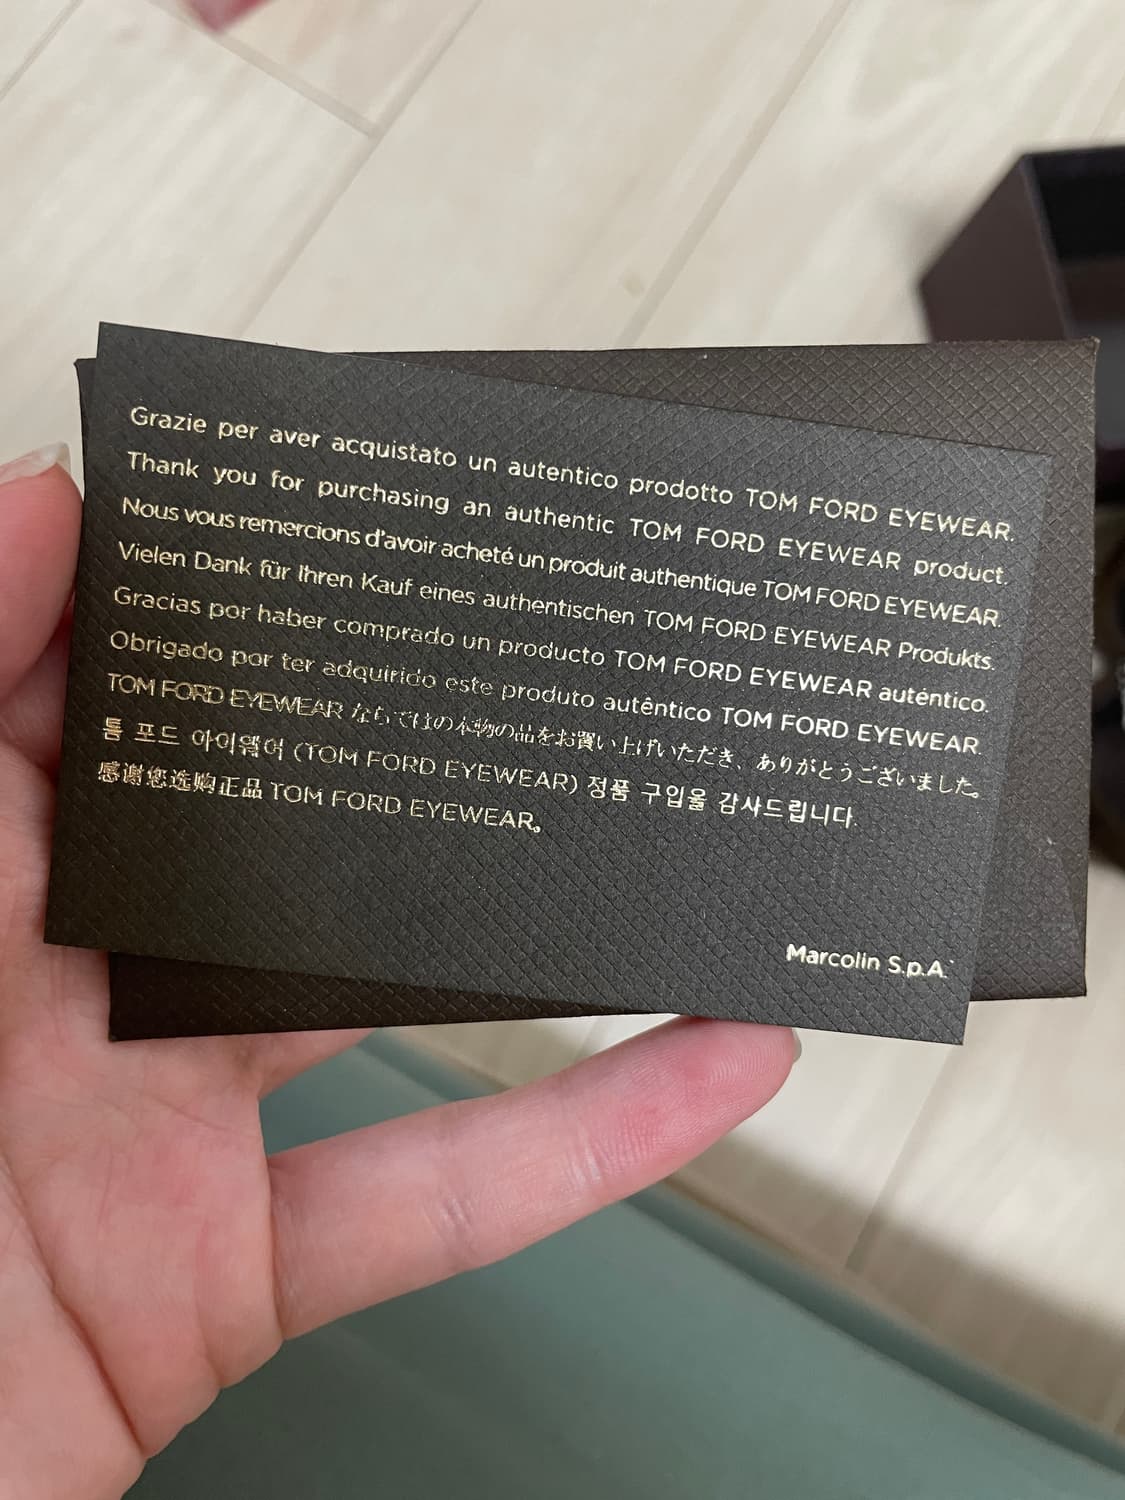 Grazie per aver acquistato un autentico prodotto TOM FORD EYEWEAR.
Thank you for purchasing an authentic TOM FORD EYEWEAR product.
Nous vous remercions d'avoir acheté un produit authentique TOM FORD EYEWEAR.
Vielen Dank für Ihren Kauf eines authentischen TOM FORD EYEWEAR Produkts.
Gracias por haber comprado un producto TOM FORD EYEWEAR auténtico.
Obrigado por ter adquirido este produto autêntico TOM FORD EYEWEAR.
TOM FORD EYEWEAR ならではの本物の品をお買い上げいただき、ありがとうございました。
톰 포드 아이웨어 (TOM FORD EYEWEAR) 정품 구입을 감사드립니다.
感谢您选购正品 TOM FORD EYEWEAR。
Marcolin S.p.A.